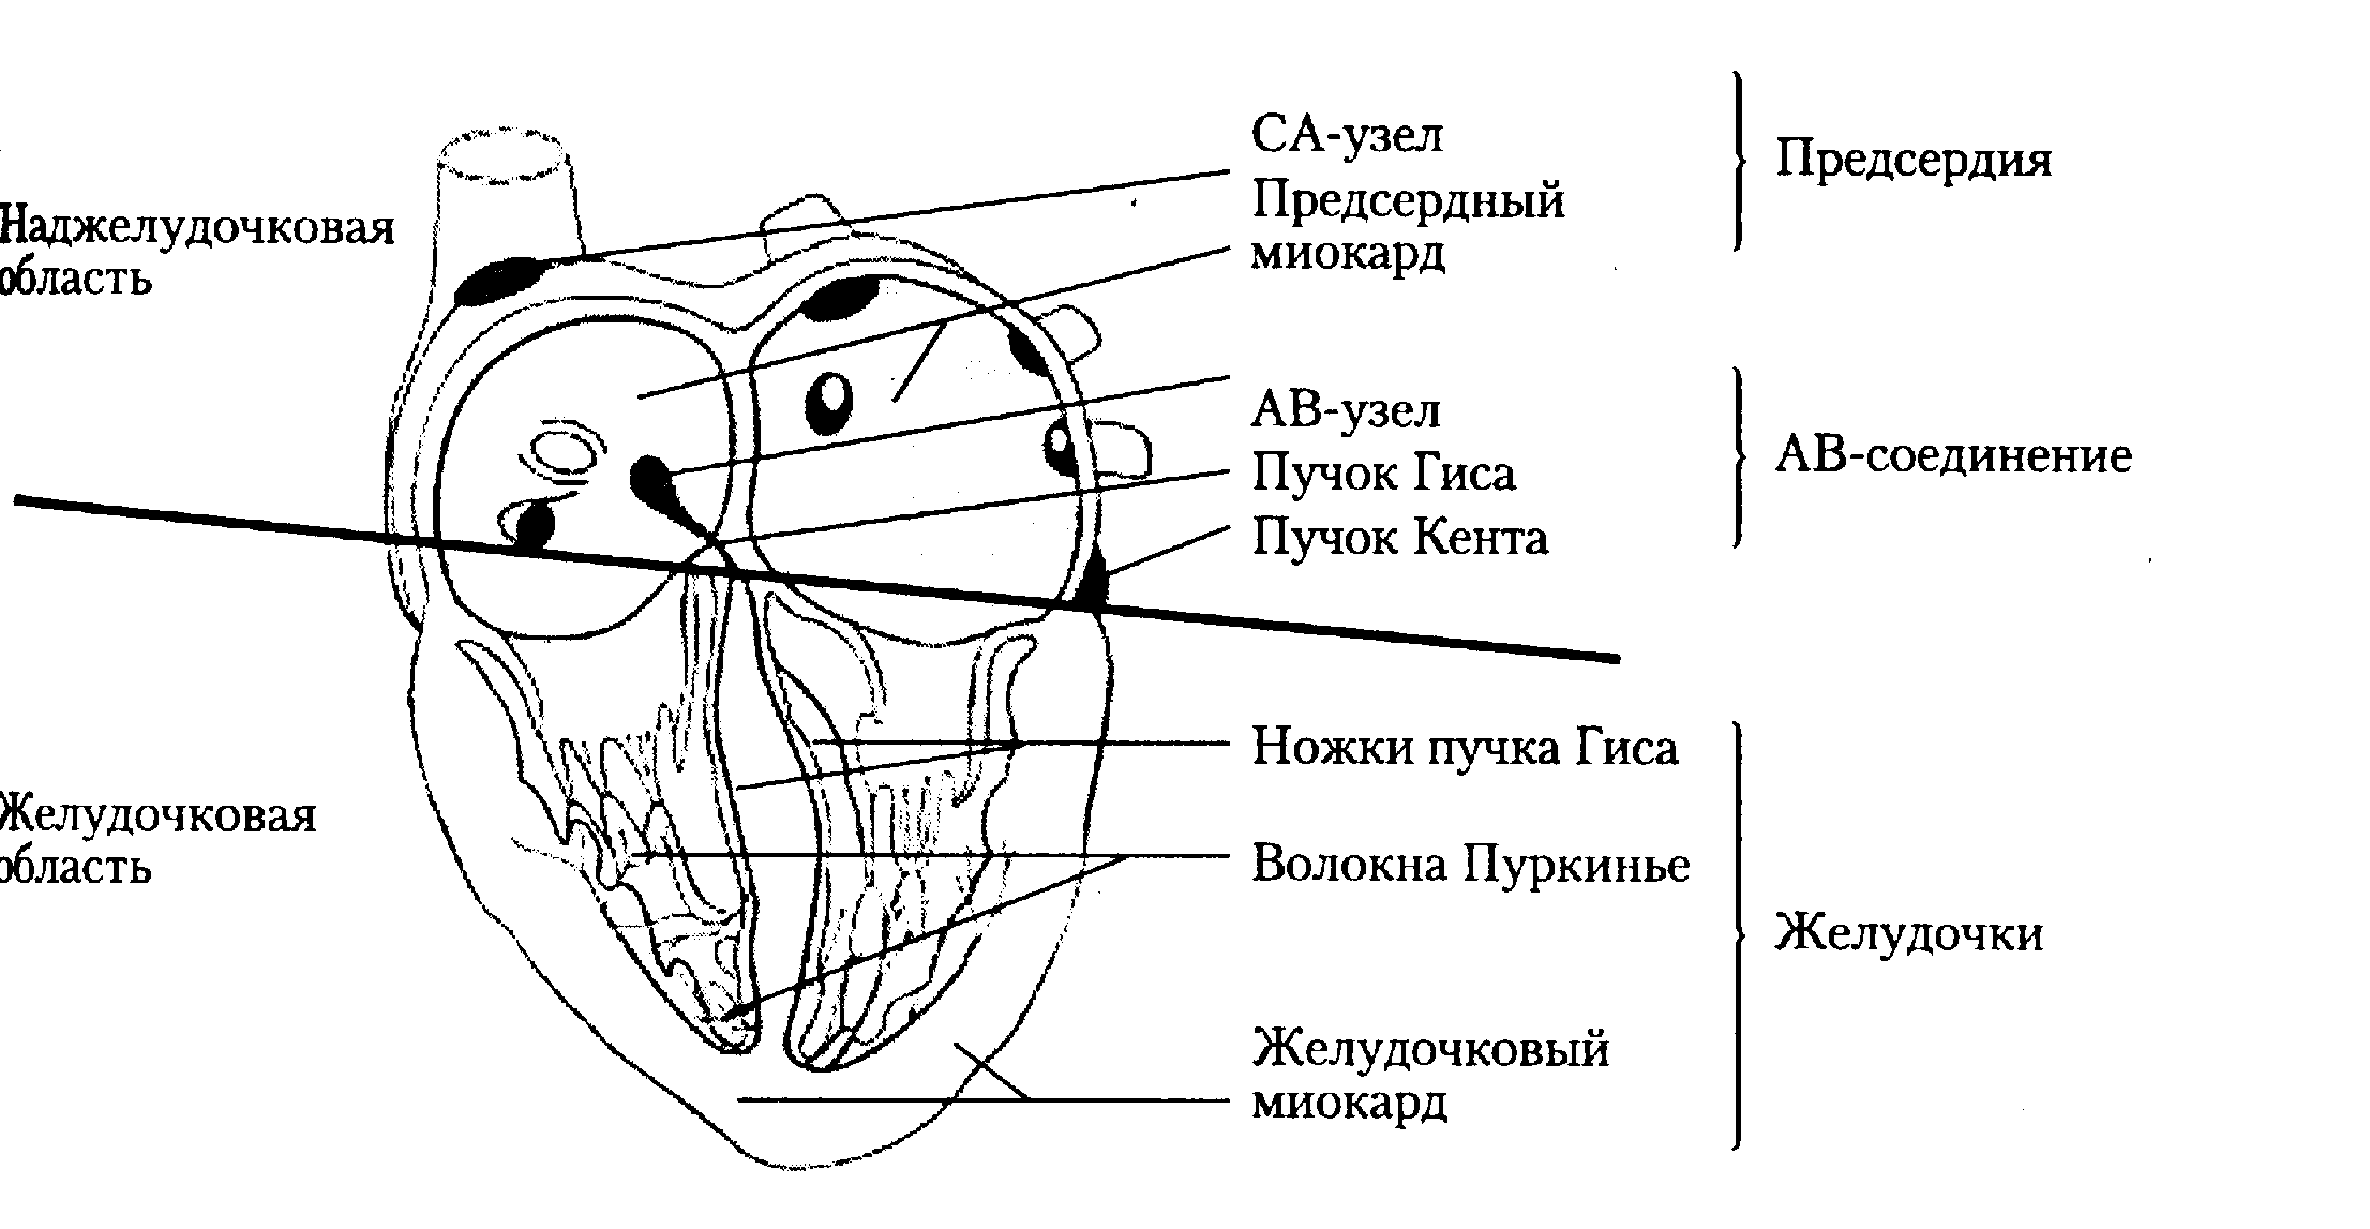 СА-узел
Предсердный
миокард
Предсердия
Наджелудочковая
область
АВ-узел
Пучок Гиса
Пучок Кента
АВ-соединение
Ножки пучка Гиса
Волокна Пуркинье
Желудочковая
область
Желудочки
Желудочковый
миокард